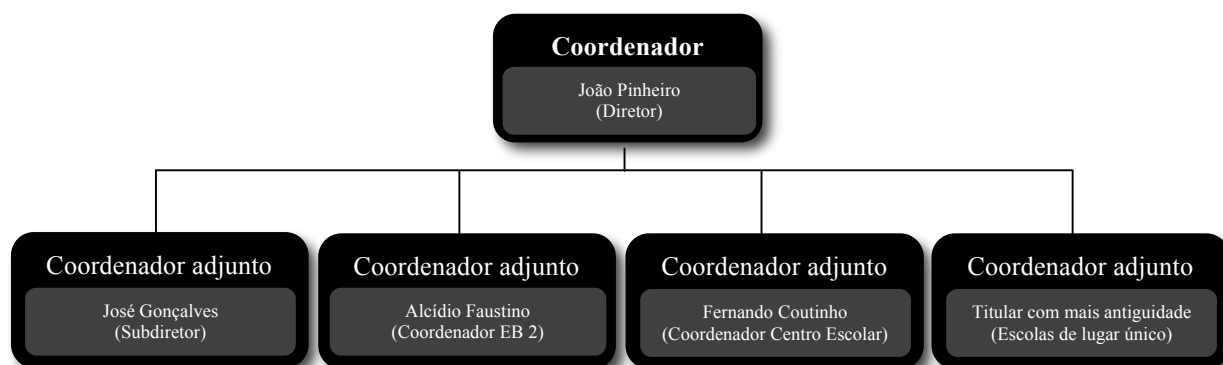 Coordenador
João Pinheiro
(Diretor)
Coordenador adjunto
José Gonçalves
(Subdiretor)
Coordenador adjunto
Alcídio Faustino
(Coordenador EB 2)
Coordenador adjunto
Fernando Coutinho
(Coordenador Centro Escolar)
Coordenador adjunto
Titular com mais antiguidade
(Escolas de lugar único)